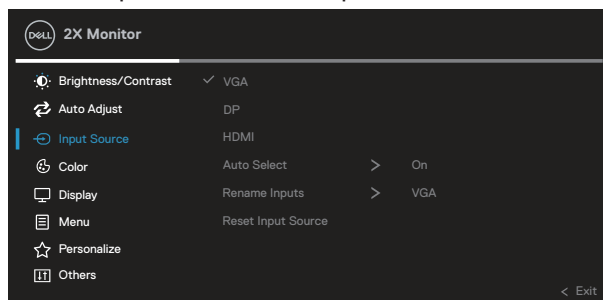 DELL 2X Monitor
Brightness/Contrast ✓ VGA
Auto Adjust DP
Input Source HDMI
Color Auto Select > On
Display Rename Inputs > VGA
Menu Reset Input Source
Personalize
Others
< Exit